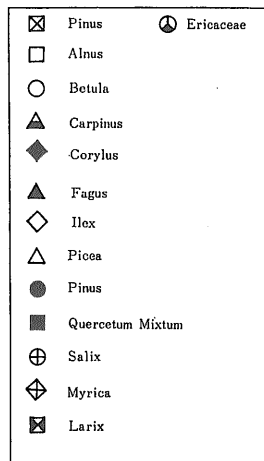 Pinus Ericaceae
Alnus
Betula
Carpinus
Corylus
Fagus
Ilex
Picea
Pinus
Quercetum Mixtum
Salix
Myrica
Larix